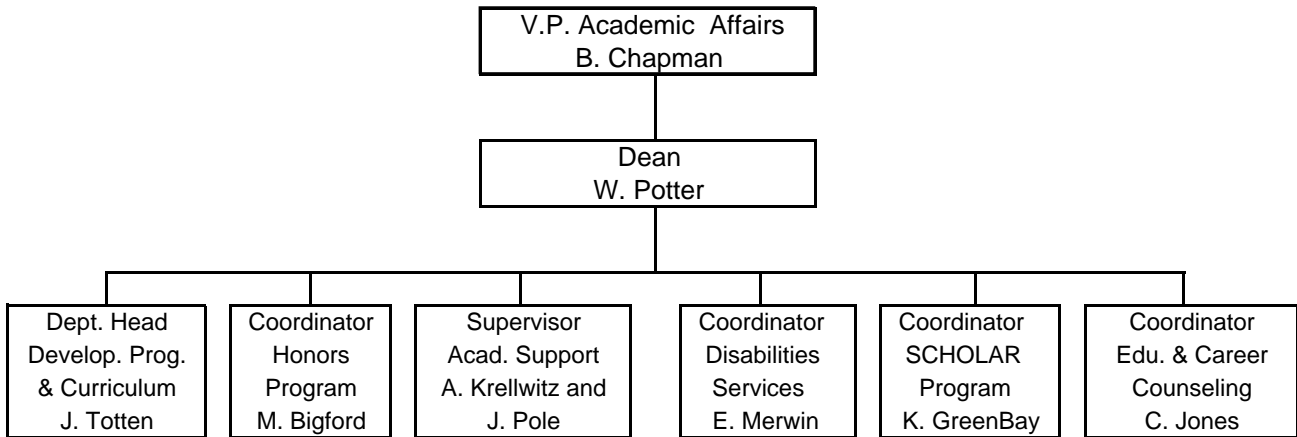 V.P. Academic Affairs
B. Chapman
Dean
W. Potter
Dept. Head
Develop. Prog.
& Curriculum
J. Totten
Coordinator
Honors
Program
M. Bigford
Supervisor
Acad. Support
A. Krellwitz and
J. Pole
Coordinator
Disabilities
Services
E. Merwin
Coordinator
SCHOLAR
Program
K. GreenBay
Coordinator
Edu. & Career
Counseling
C. Jones